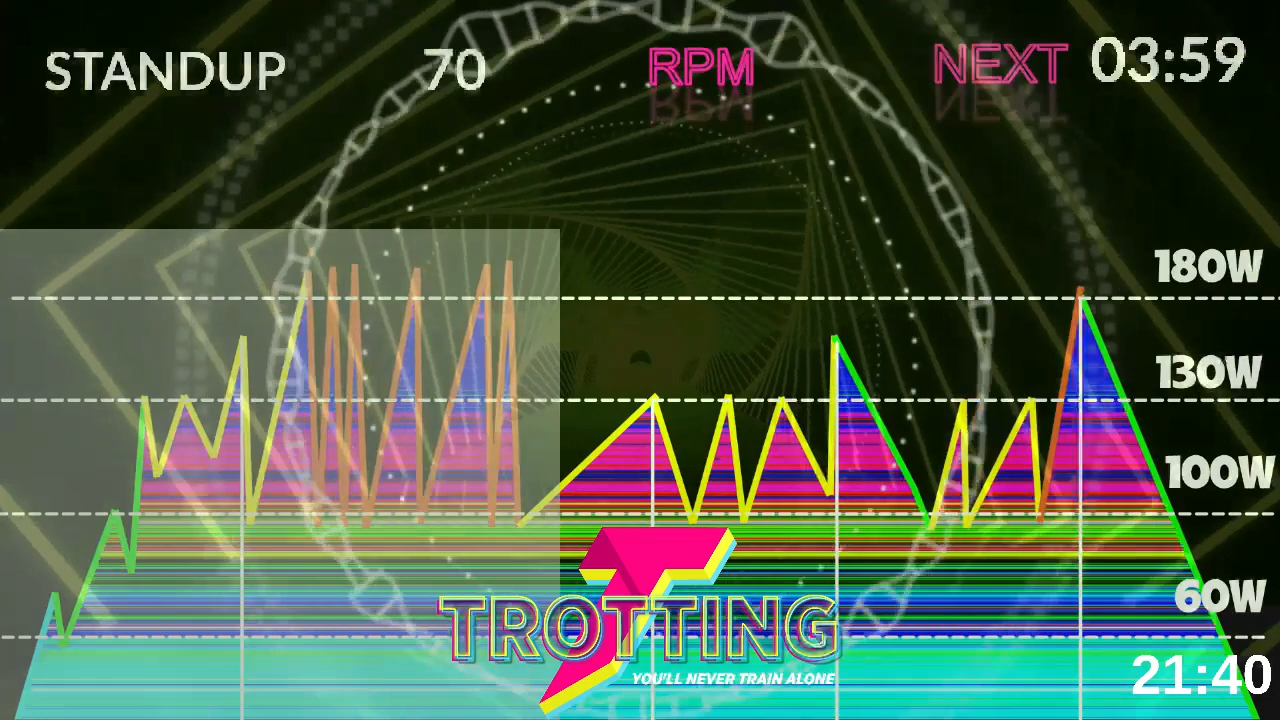 STANDUP 70 RPM NEXT 03:59
180W
130W
100W
60W
TROTTING
YOU'LL NEVER TRAIN ALONE
21:40